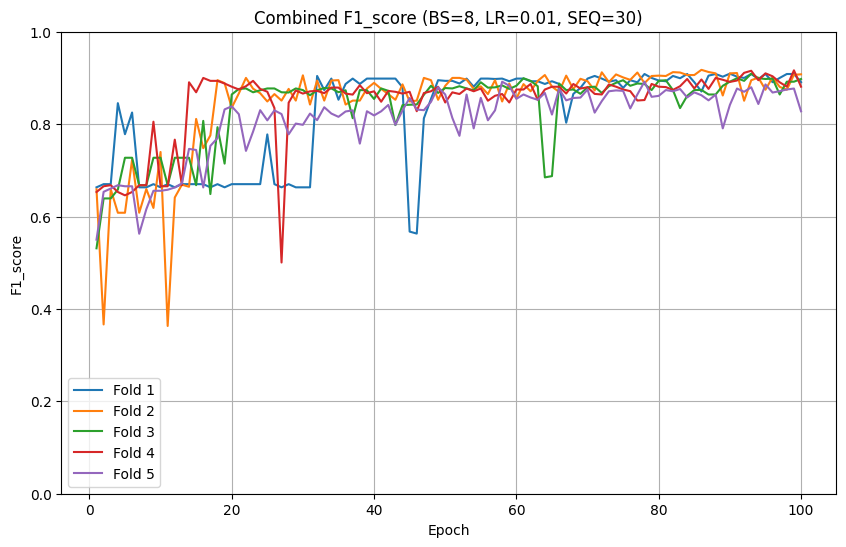 Combined F1_score (BS=8, LR=0.01, SEQ=30)
1.0
0.8
0.6
0.4
0.2
0.0
F1_score
Fold 1
Fold 2
Fold 3
Fold 4
Fold 5
0 20 40 60 80 100
Epoch